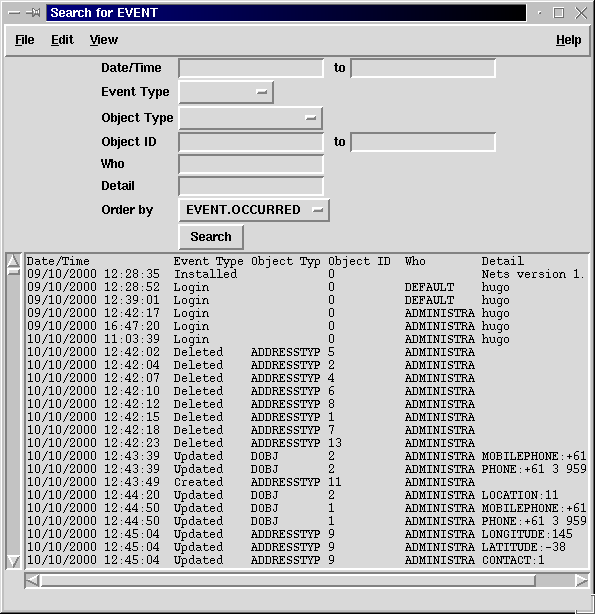 Search for EVENT
File Edit View Help
Date/Time to
Event Type
Object Type
Object ID to
Who
Detail
Order by EVENT.OCCURRED
Search
Date/Time Event Type Object Typ Object ID Who Detail
09/10/2000 12:28:35 Installed 0 Nets version 1.
09/10/2000 12:28:52 Login 0 DEFAULT hugo
09/10/2000 12:39:01 Login 0 DEFAULT hugo
09/10/2000 12:42:17 Login 0 ADMINISTRA hugo
09/10/2000 16:47:20 Login 0 ADMINISTRA hugo
10/10/2000 11:03:39 Login 0 ADMINISTRA hugo
10/10/2000 12:42:02 Deleted ADDRESSTYP 5 ADMINISTRA
10/10/2000 12:42:04 Deleted ADDRESSTYP 2 ADMINISTRA
10/10/2000 12:42:07 Deleted ADDRESSTYP 4 ADMINISTRA
10/10/2000 12:42:10 Deleted ADDRESSTYP 6 ADMINISTRA
10/10/2000 12:42:12 Deleted ADDRESSTYP 8 ADMINISTRA
10/10/2000 12:42:15 Deleted ADDRESSTYP 1 ADMINISTRA
10/10/2000 12:42:18 Deleted ADDRESSTYP 7 ADMINISTRA
10/10/2000 12:42:23 Deleted ADDRESSTYP 13 ADMINISTRA
10/10/2000 12:43:39 Updated DOBJ 2 ADMINISTRA MOBILEPHONE:+61
10/10/2000 12:43:39 Updated DOBJ 2 ADMINISTRA PHONE:+61 3 959
10/10/2000 12:43:49 Created ADDRESSTYP 11 ADMINISTRA
10/10/2000 12:44:20 Updated DOBJ 2 ADMINISTRA LOCATION:11
10/10/2000 12:44:50 Updated DOBJ 1 ADMINISTRA MOBILEPHONE:+61
10/10/2000 12:44:50 Updated DOBJ 1 ADMINISTRA PHONE:+61 3 959
10/10/2000 12:45:04 Updated ADDRESSTYP 9 ADMINISTRA LONGITUDE:145
10/10/2000 12:45:04 Updated ADDRESSTYP 9 ADMINISTRA LATITUDE:-38
10/10/2000 12:45:04 Updated ADDRESSTYP 9 ADMINISTRA CONTACT:1